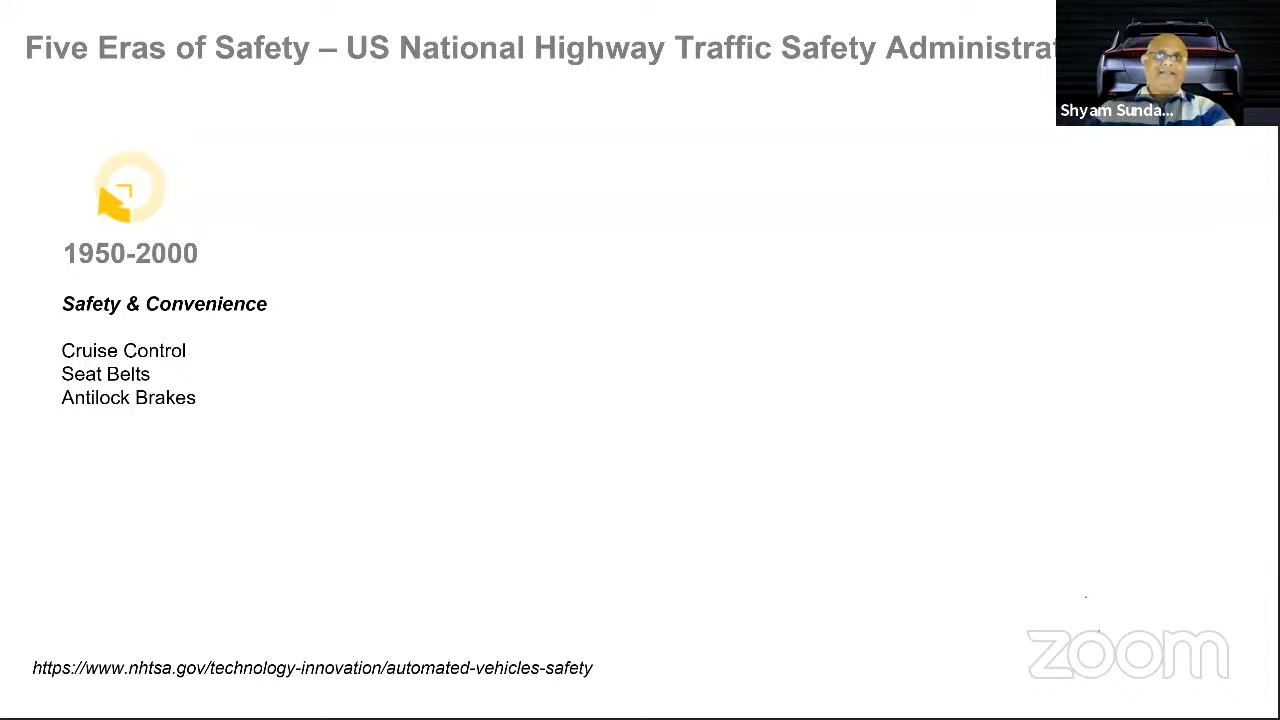 Five Eras of Safety – US National Highway Traffic Safety Administrat
Shyam Sunda...
1950-2000
Safety & Convenience
Cruise Control
Seat Belts
Antilock Brakes
https://www.nhtsa.gov/technology-innovation/automated-vehicles-safety
zoom